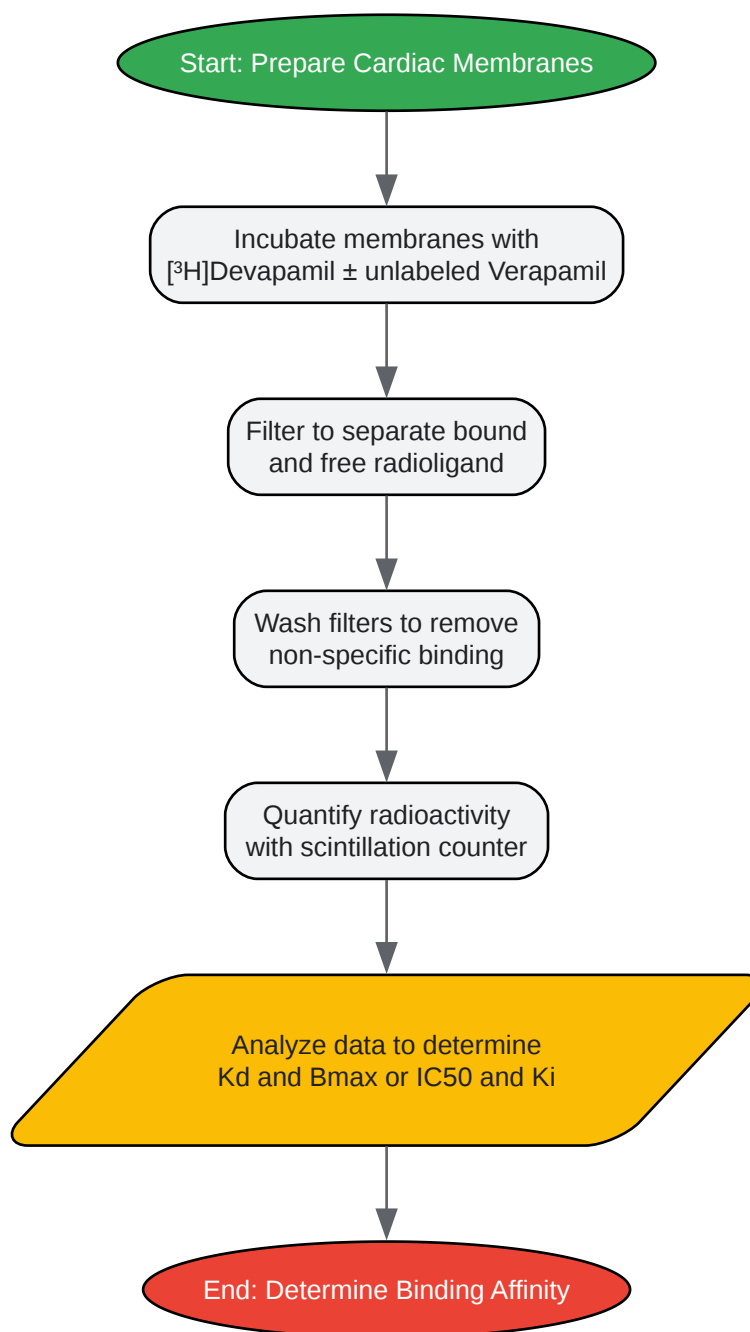 Start: Prepare Cardiac Membranes
Incubate membranes with
[³H]Devapamil ± unlabeled Verapamil
Filter to separate bound
and free radioligand
Wash filters to remove
non-specific binding
Quantify radioactivity
with scintillation counter
Analyze data to determine
Kd and Bmax or IC50 and Ki
End: Determine Binding Affinity